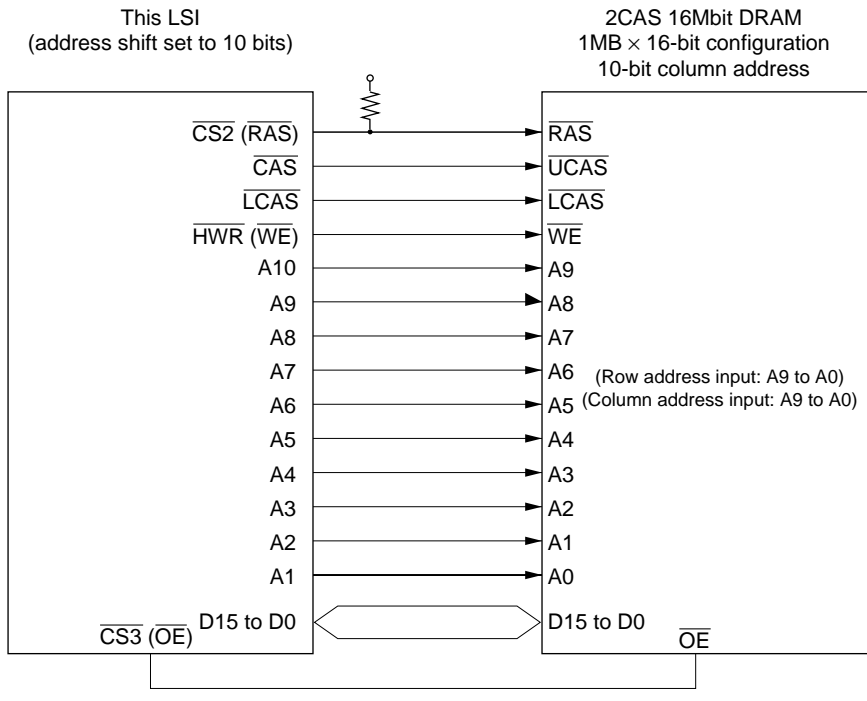 This LSI
(address shift set to 10 bits)
2CAS 16Mbit DRAM
1MB × 16-bit configuration
10-bit column address
CS2 (RAS)
RAS
CAS
UCAS
LCAS
LCAS
HWR (WE)
WE
A10
A9
A9
A8
A8
A7
A7
A6
(Row address input: A9 to A0)
A6
A5
(Column address input: A9 to A0)
A5
A4
A4
A3
A3
A2
A2
A1
A1
A0
D15 to D0
D15 to D0
CS3 (OE)
OE